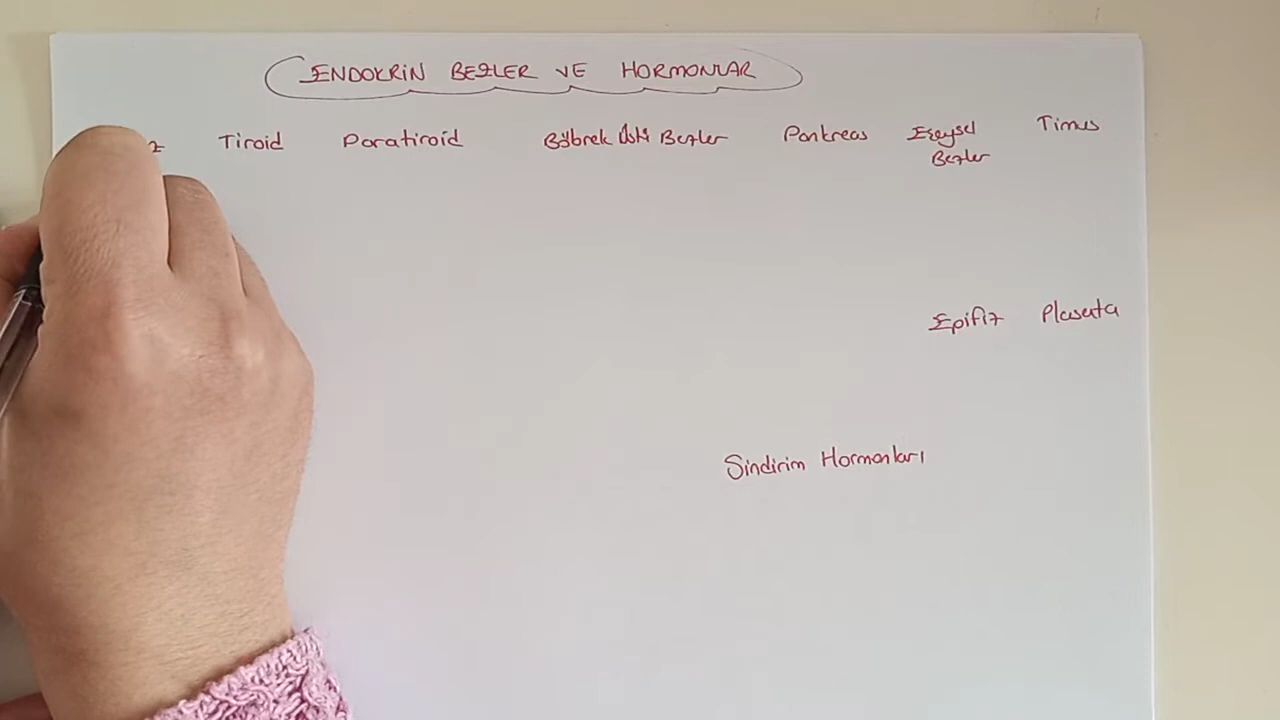 ENDOKRİN BEZLER VE HORMONLAR
Tiroid Paratiroid Böbrek Üstü Bezler Pankreas Eşeysel Bezler Timus
Epifiz Plasenta
Sindirim Hormonları